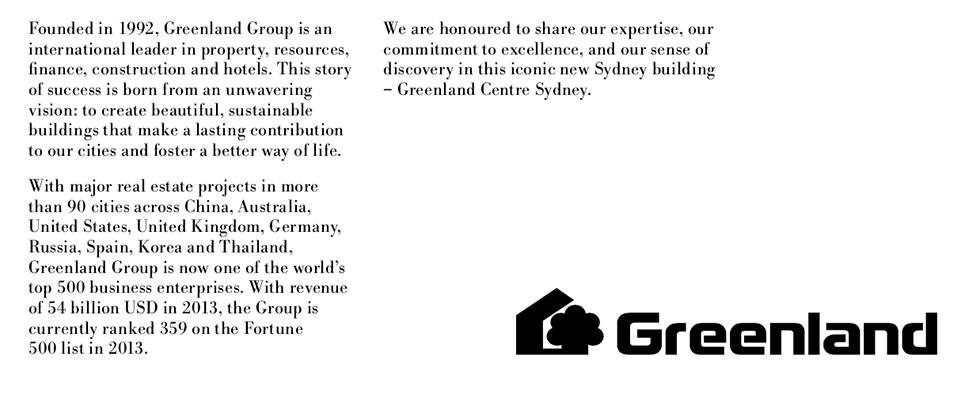 Founded in 1992, Greenland Group is an
international leader in property, resources,
finance, construction and hotels. This story
of success is born from an unwavering
vision: to create beautiful, sustainable
buildings that make a lasting contribution
to our cities and foster a better way of life.
With major real estate projects in more
than 90 cities across China, Australia,
United States, United Kingdom, Germany,
Russia, Spain, Korea and Thailand,
Greenland Group is now one of the world's
top 500 business enterprises. With revenue
of 54 billion USD in 2013, the Group is
currently ranked 359 on the Fortune
500 list in 2013.
We are honoured to share our expertise, our
commitment to excellence, and our sense of
discovery in this iconic new Sydney building
– Greenland Centre Sydney.
Greenland